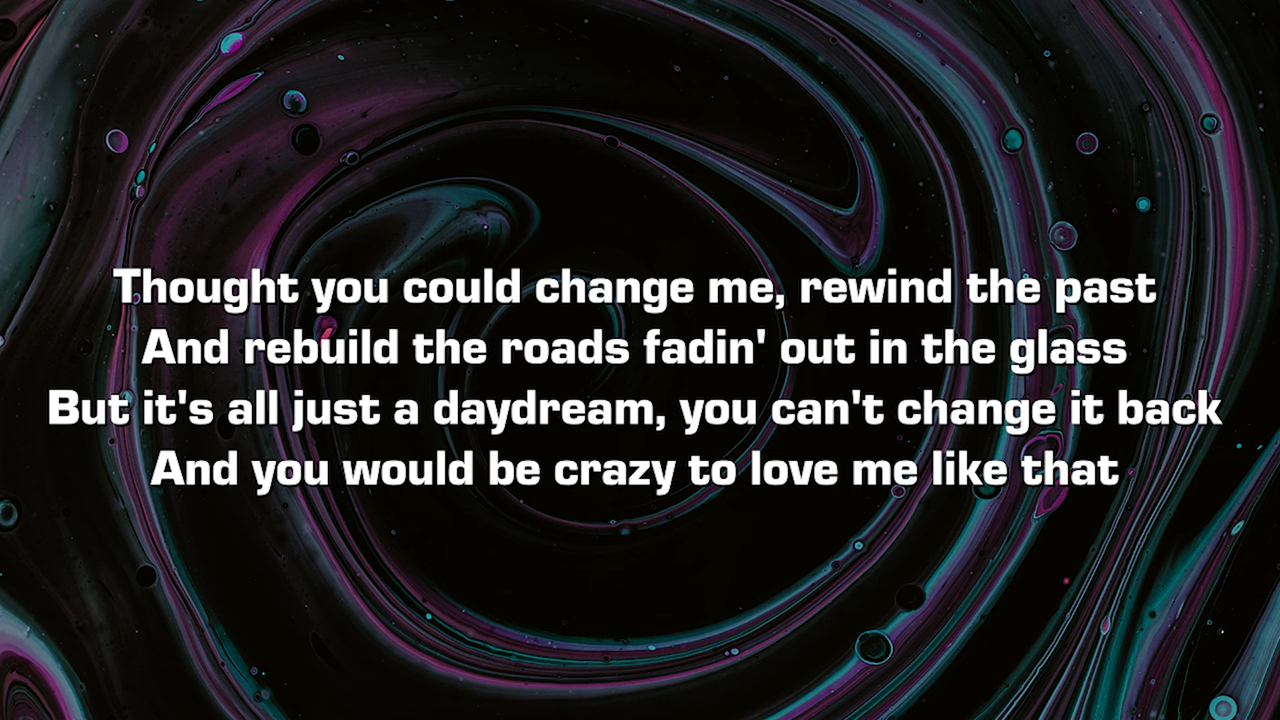 Thought you could change me, rewind the past
And rebuild the roads fadin' out in the glass
But it's all just a daydream, you can't change it back
And you would be crazy to love me like that